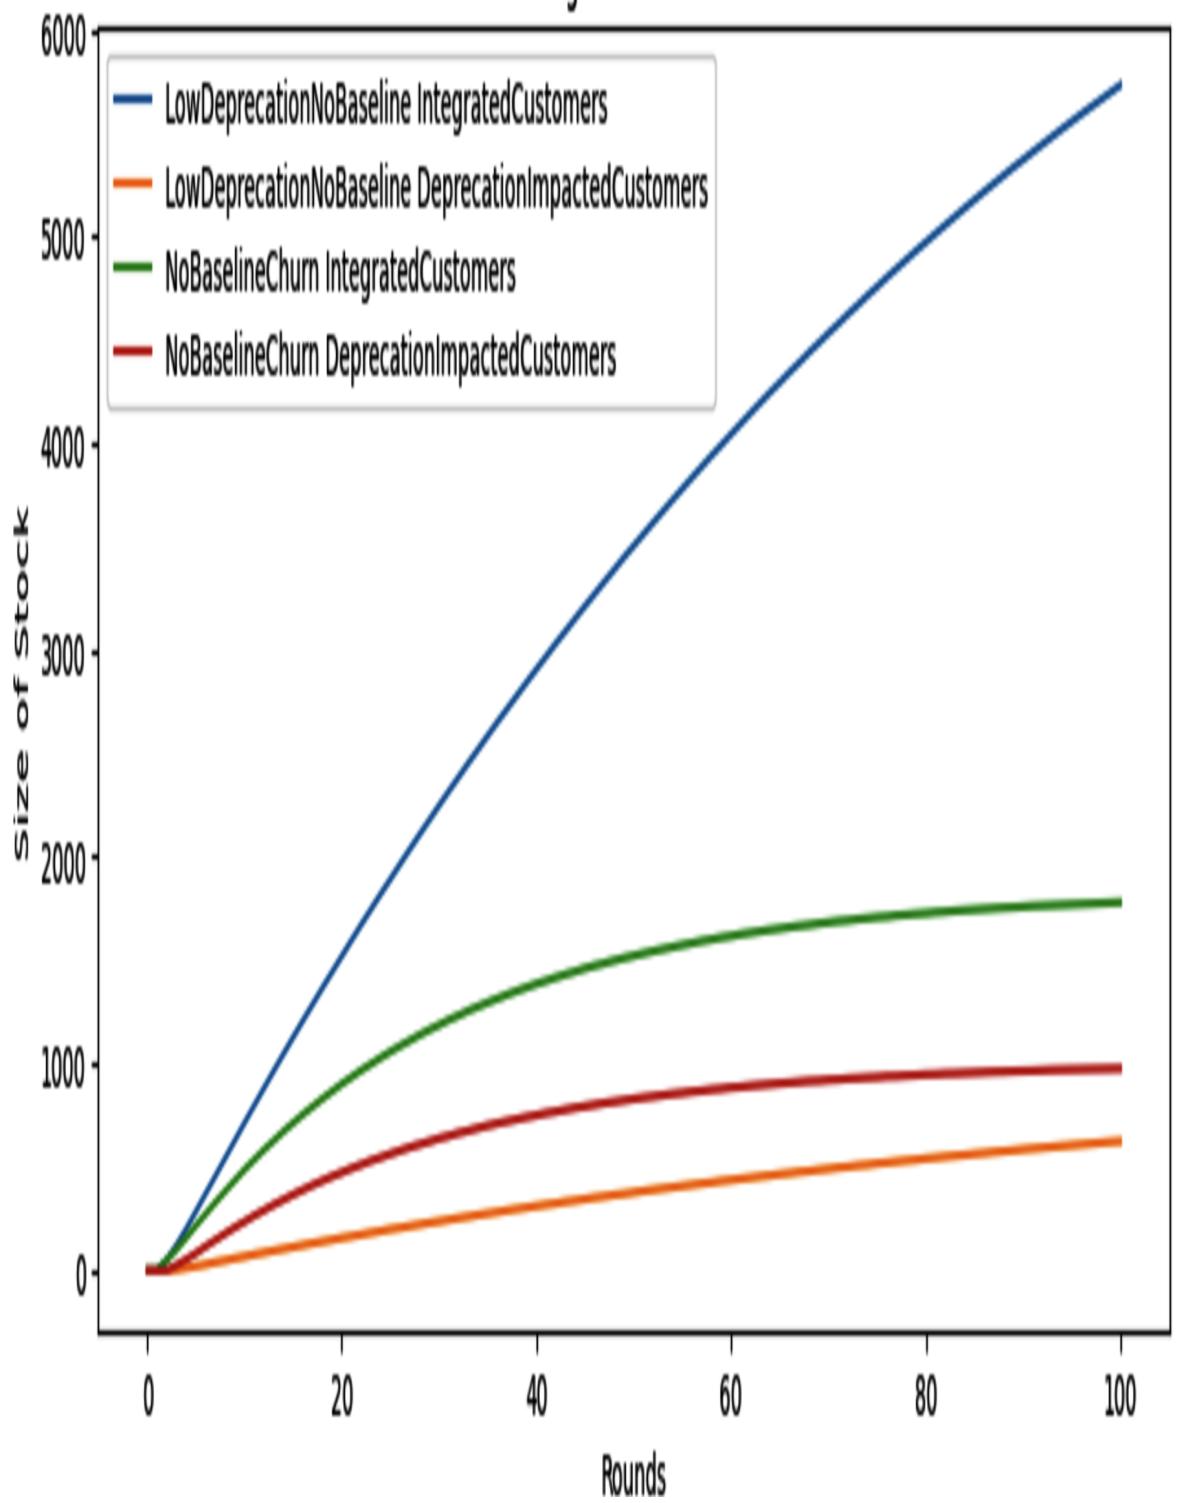 6000
LowDeprecationNoBaseline IntegratedCustomers
LowDeprecationNoBaseline DeprecationImpactedCustomers
5000
NoBaselineChurn IntegratedCustomers
NoBaselineChurn DeprecationImpactedCustomers
4000
Size of Stock
3000
2000
1000
0
0 20 40 60 80 100
Rounds